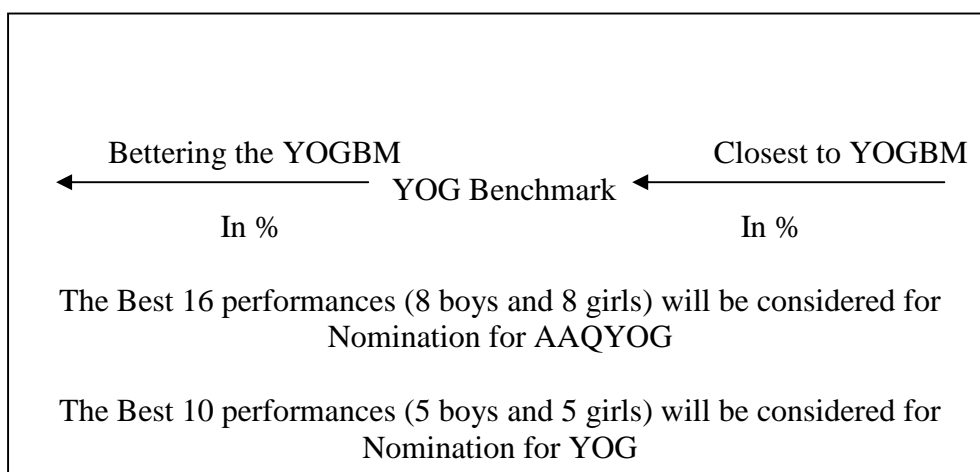 Bettering the YOGBM Closest to YOGBM
YOG Benchmark
In % In %
The Best 16 performances (8 boys and 8 girls) will be considered for
Nomination for AAQYOG
The Best 10 performances (5 boys and 5 girls) will be considered for
Nomination for YOG